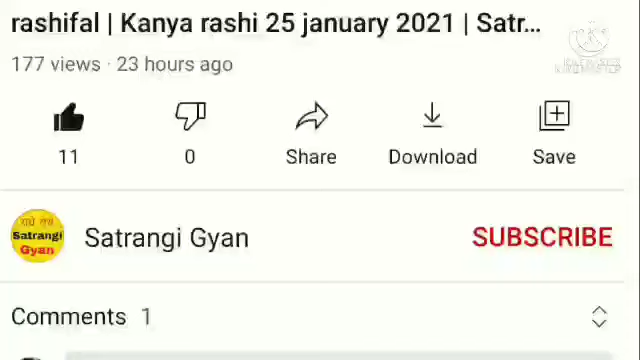 rashifal | Kanya rashi 25 january 2021 | Satr...
177 views · 23 hours ago
11
0
Share
Download
Save
Satrangi
Gyan
Satrangi Gyan
SUBSCRIBE
Comments 1